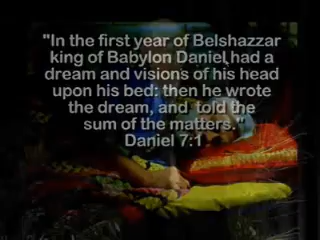 "In the first year of Belshazzar
king of Babylon Daniel had a
dream and visions of his head
upon his bed: then he wrote
the dream, and told the
sum of the matters."
Daniel 7:1